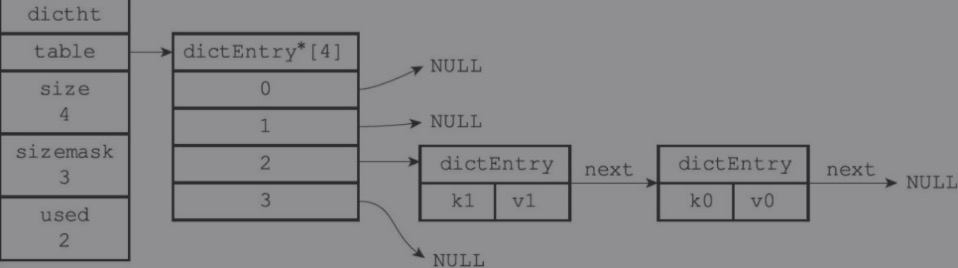 dictht
table
size
4
sizemask
3
used
2
dictEntry*[4]
0
1
2
3
NULL
NULL
dictEntry
k1 v1
next
dictEntry
k0 v0
next
NULL
NULL